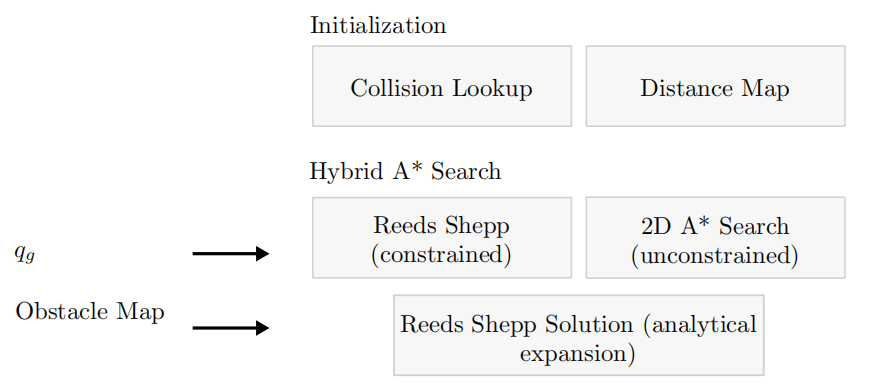 Initialization
Collision Lookup
Distance Map
Hybrid A* Search
Reeds Shepp
(constrained)
2D A* Search
(unconstrained)
q_g
Obstacle Map
Reeds Shepp Solution (analytical
expansion)